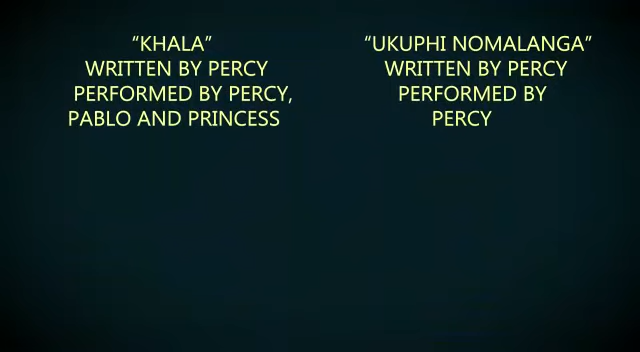 “KHALA”
WRITTEN BY PERCY
PERFORMED BY PERCY,
PABLO AND PRINCESS
“UKUPHI NOMALANGA”
WRITTEN BY PERCY
PERFORMED BY
PERCY